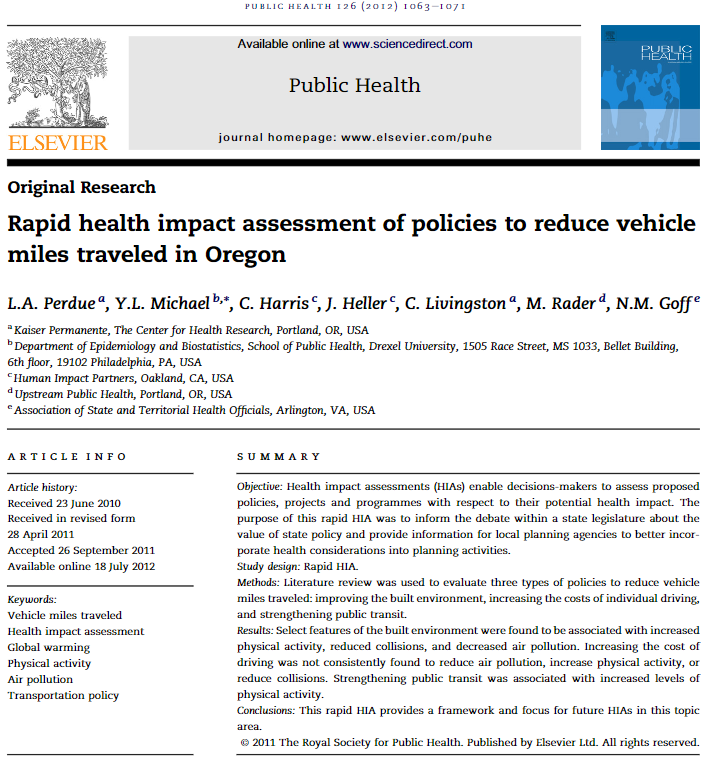 PUBLIC HEALTH 126 (2012) 1063–1071
Available online at www.sciencedirect.com
Public Health
journal homepage: www.elsevier.com/puhe
ELSEVIER
PUBLIC
HEALTH
Original Research
Rapid health impact assessment of policies to reduce vehicle
miles traveled in Oregon
L.A. Perdue a, Y.L. Michael b,*, C. Harris c, J. Heller c, C. Livingston a, M. Rader d, N.M. Goff e
a Kaiser Permanente, The Center for Health Research, Portland, OR, USA
b Department of Epidemiology and Biostatistics, School of Public Health, Drexel University, 1505 Race Street, MS 1033, Bellet Building,
6th floor, 19102 Philadelphia, PA, USA
c Human Impact Partners, Oakland, CA, USA
d Upstream Public Health, Portland, OR, USA
e Association of State and Territorial Health Officials, Arlington, VA, USA
ARTICLE INFO
Article history:
Received 23 June 2010
Received in revised form
28 April 2011
Accepted 26 September 2011
Available online 18 July 2012
Keywords:
Vehicle miles traveled
Health impact assessment
Global warming
Physical activity
Air pollution
Transportation policy
SUMMARY
Objective: Health impact assessments (HIAs) enable decisions-makers to assess proposed
policies, projects and programmes with respect to their potential health impact. The
purpose of this rapid HIA was to inform the debate within a state legislature about the
value of state policy and provide information for local planning agencies to better incor-
porate health considerations into planning activities.
Study design: Rapid HIA.
Methods: Literature review was used to evaluate three types of policies to reduce vehicle
miles traveled: improving the built environment, increasing the costs of individual driving,
and strengthening public transit.
Results: Select features of the built environment were found to be associated with increased
physical activity, reduced collisions, and decreased air pollution. Increasing the cost of
driving was not consistently found to reduce air pollution, increase physical activity, or
reduce collisions. Strengthening public transit was associated with increased levels of
physical activity.
Conclusions: This rapid HIA provides a framework and focus for future HIAs in this topic
area.
© 2011 The Royal Society for Public Health. Published by Elsevier Ltd. All rights reserved.